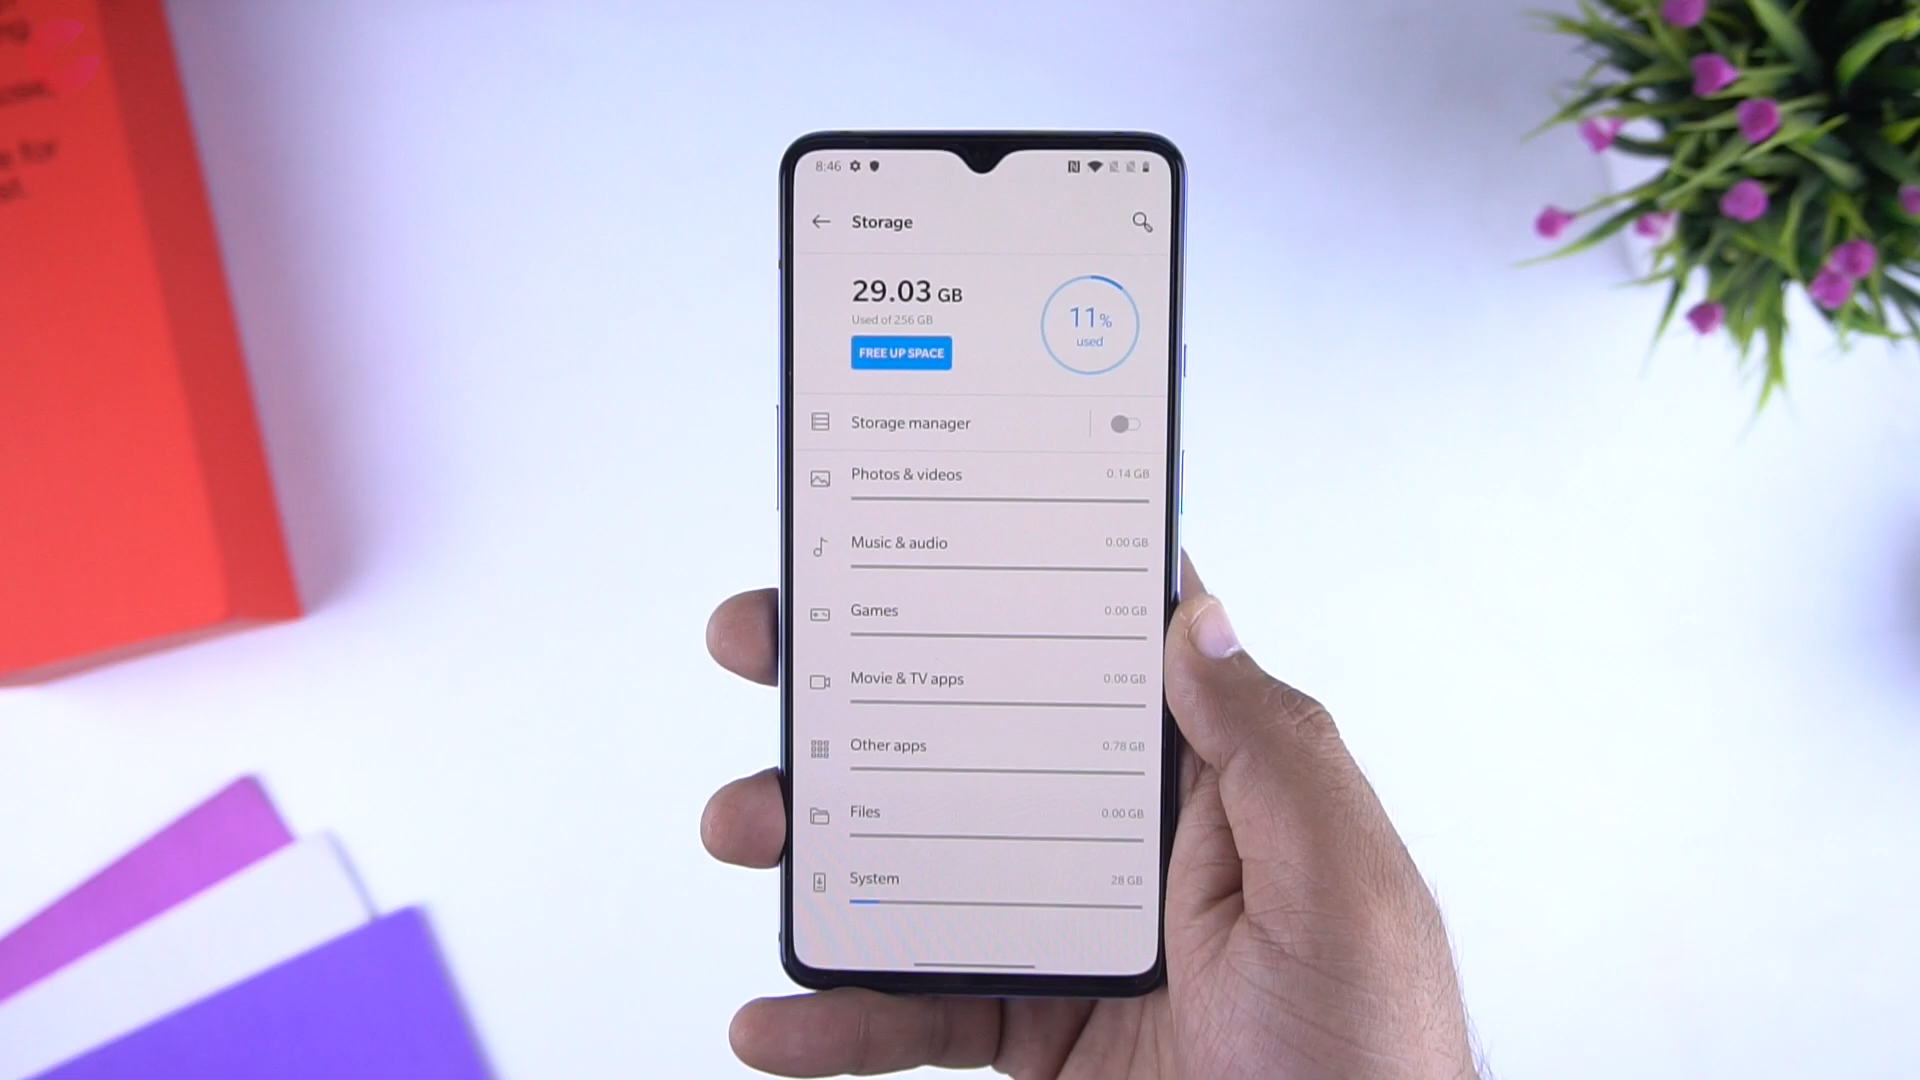 e for
8:46
Storage
29.03 GB
Used of 256 GB
11%
used
FREE UP SPACE
Storage manager
Photos & videos 0.14 GB
Music & audio 0.00 GB
Games 0.00 GB
Movie & TV apps 0.00 GB
Other apps 0.78 GB
Files 0.00 GB
System 28 GB